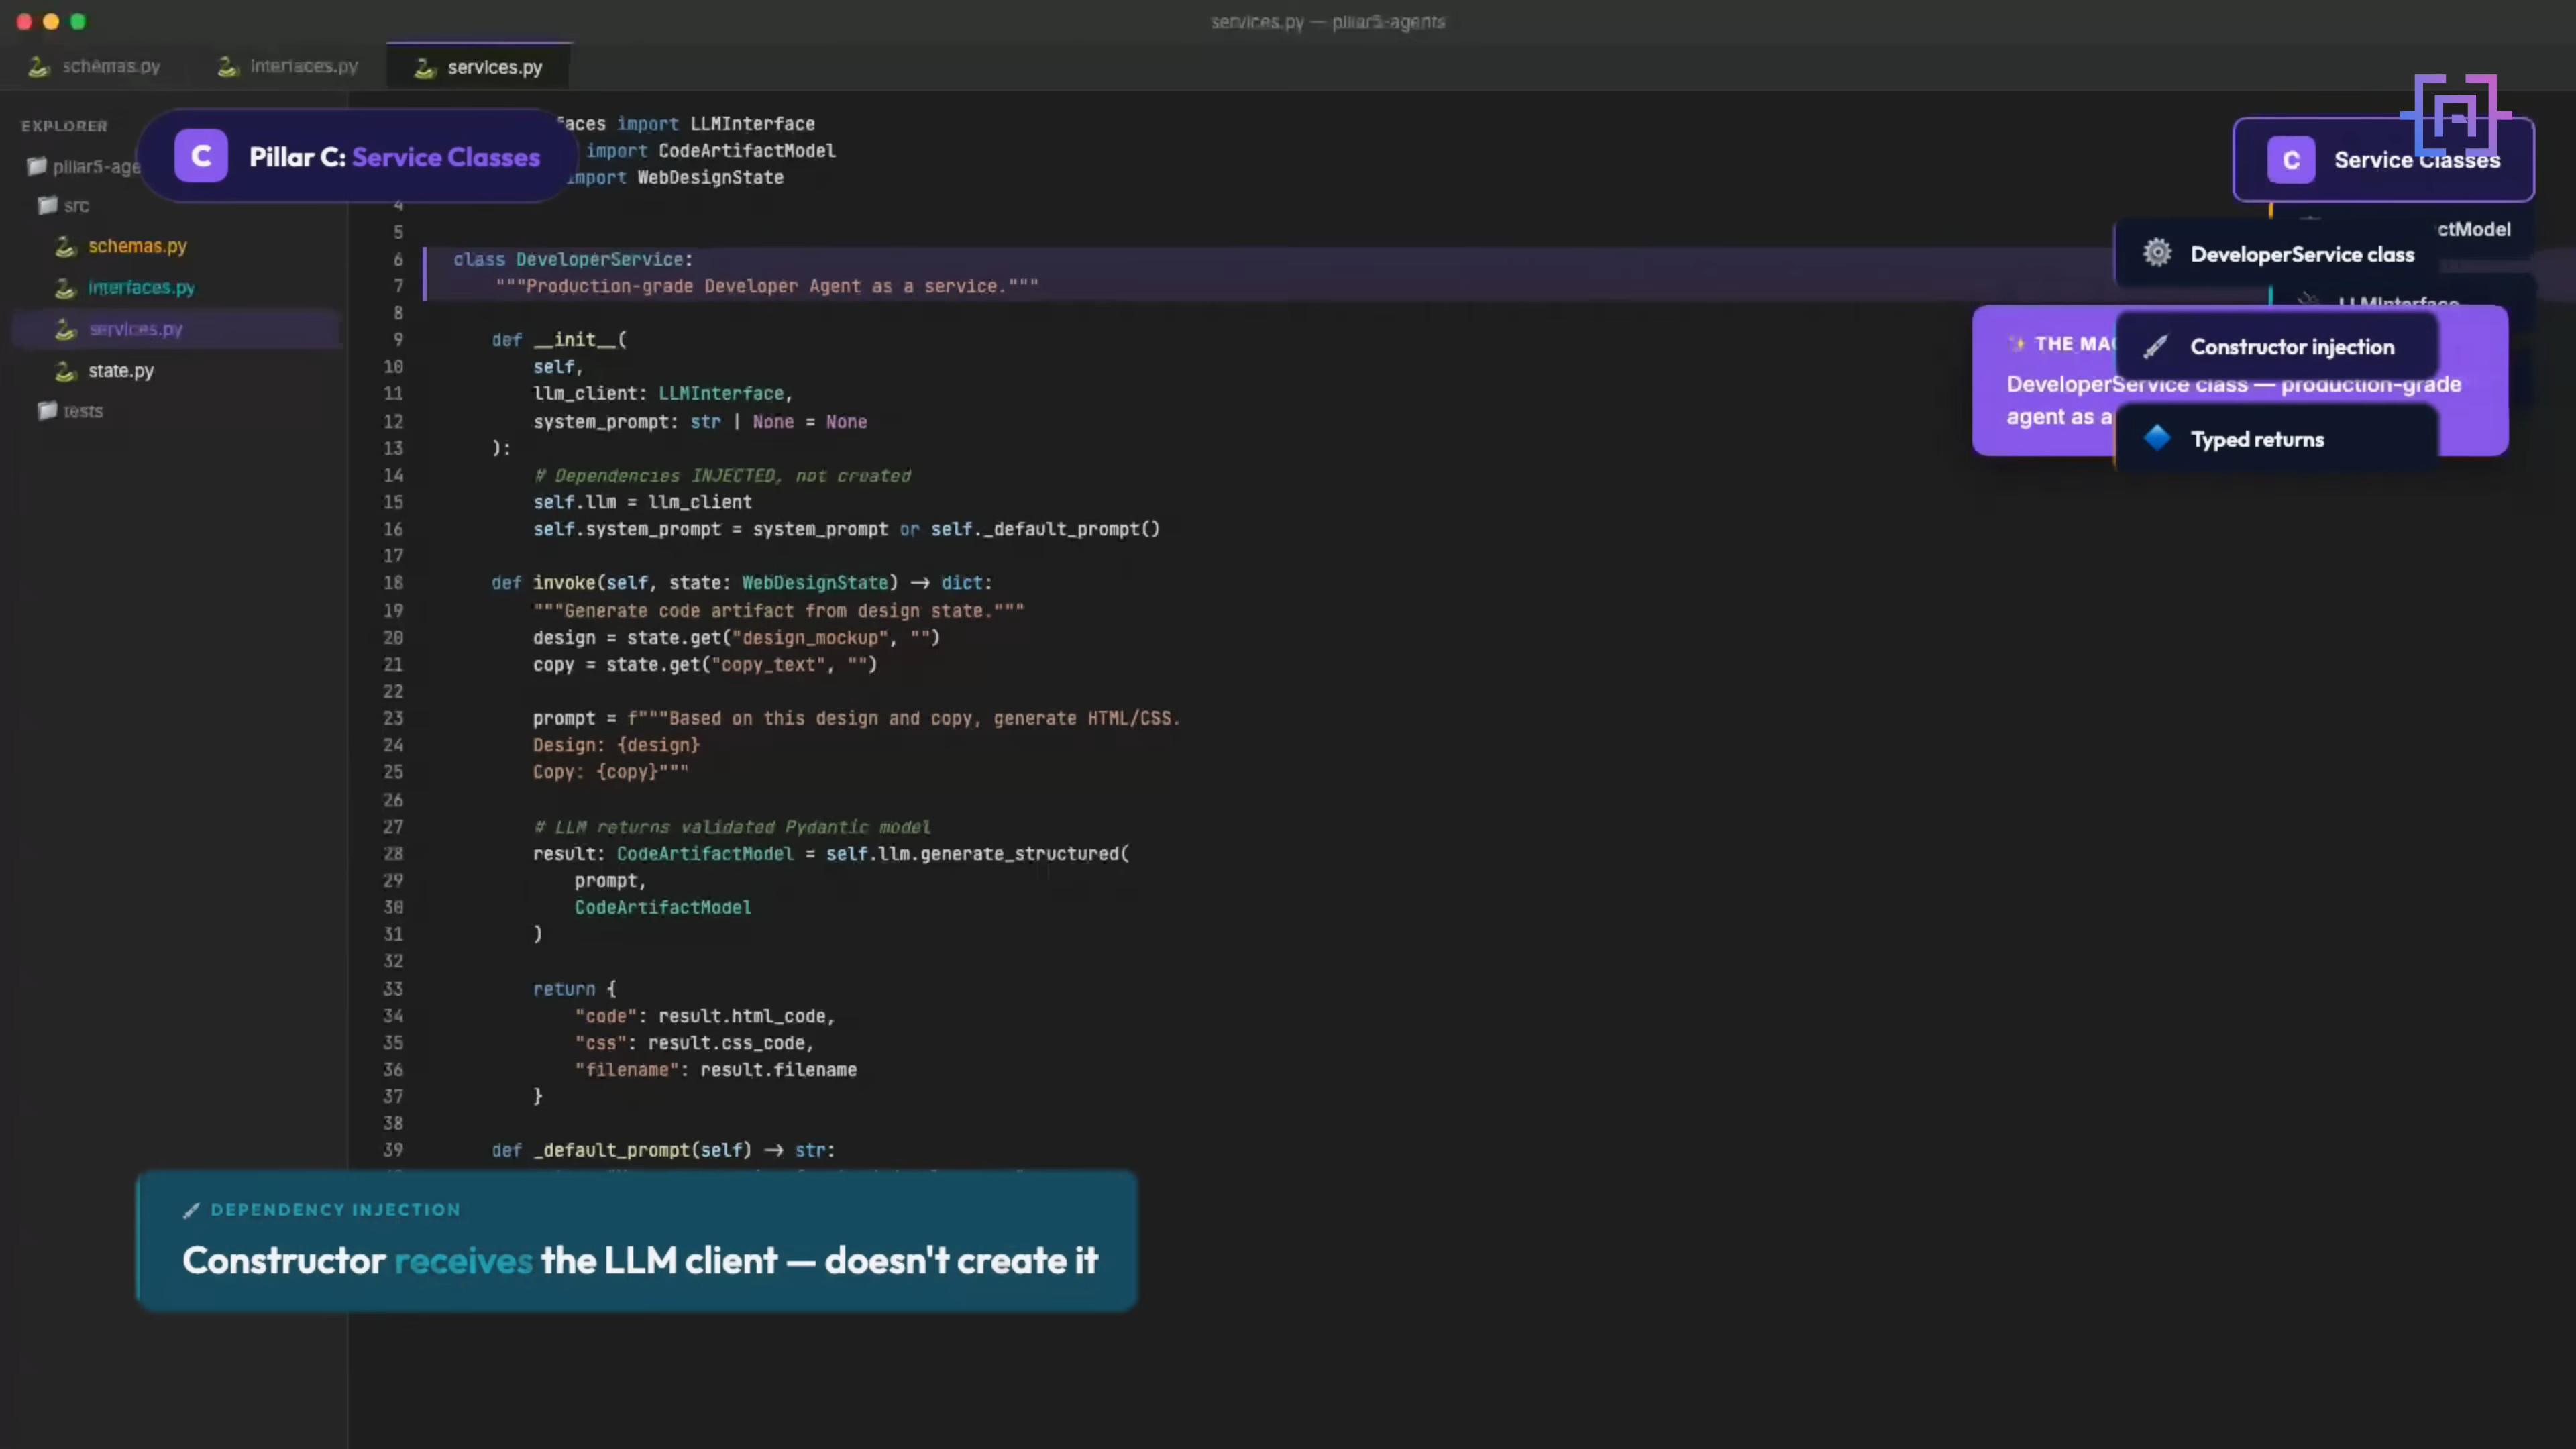 services.py — pillar5-agents
schemas.py
interfaces.py
services.py
EXPLORER
pillar5-age
src
schemas.py
interfaces.py
services.py
state.py
tests
C
Pillar C: Service Classes
faces import LLMInterface
import CodeArtifactModel
import WebDesignState
4
5
6 class DeveloperService:
7 """Production-grade Developer Agent as a service."""
8
9 def __init__(
10 self,
11 llm_client: LLMInterface,
12 system_prompt: str | None = None
13 ):
14 # Dependencies INJECTED, not created
15 self.llm = llm_client
16 self.system_prompt = system_prompt or self._default_prompt()
17
18 def invoke(self, state: WebDesignState) → dict:
19 """Generate code artifact from design state."""
20 design = state.get("design_mockup", "")
21 copy = state.get("copy_text", "")
22
23 prompt = f"""Based on this design and copy, generate HTML/CSS.
24 Design: {design}
25 Copy: {copy}"""
26
27 # LLM returns validated Pydantic model
28 result: CodeArtifactModel = self.llm.generate_structured(
29 prompt,
30 CodeArtifactModel
31 )
32
33 return {
34 "code": result.html_code,
35 "css": result.css_code,
36 "filename": result.filename
37 }
38
39 def _default_prompt(self) → str:
DEPENDENCY INJECTION
Constructor receives the LLM client — doesn't create it
C
Service Classes
ctModel
DeveloperService class
LLMInterface
THE MA
Constructor injection
DeveloperService class — production-grade
agent as a
Typed returns